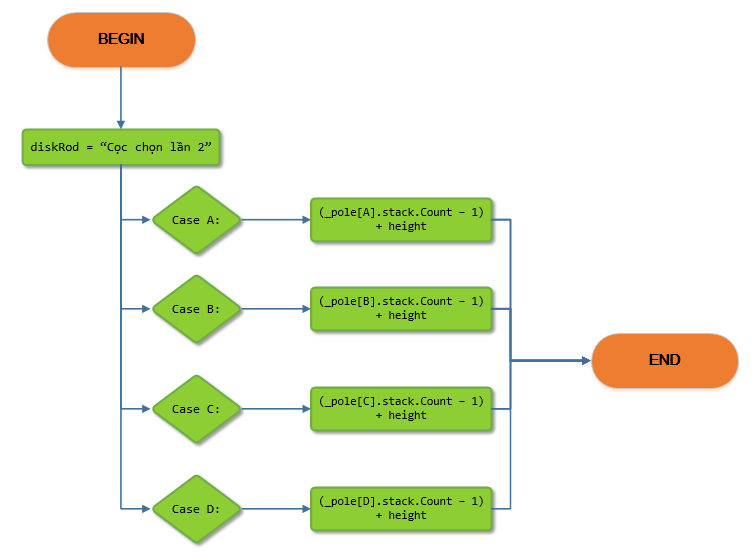 BEGIN
diskRod = “Cọc chọn lần 2”
Case A:
(_pole[A].stack.Count – 1)
+ height
Case B:
(_pole[B].stack.Count – 1)
+ height
END
Case C:
(_pole[C].stack.Count – 1)
+ height
Case D:
(_pole[D].stack.Count – 1)
+ height